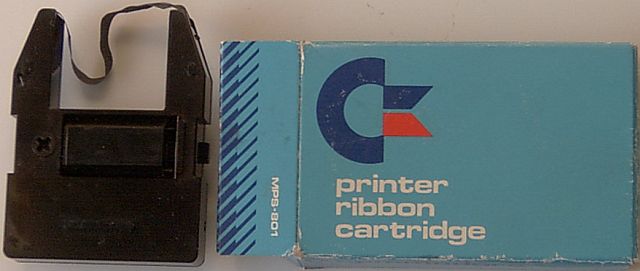 MPS-801
printer
ribbon
cartridge